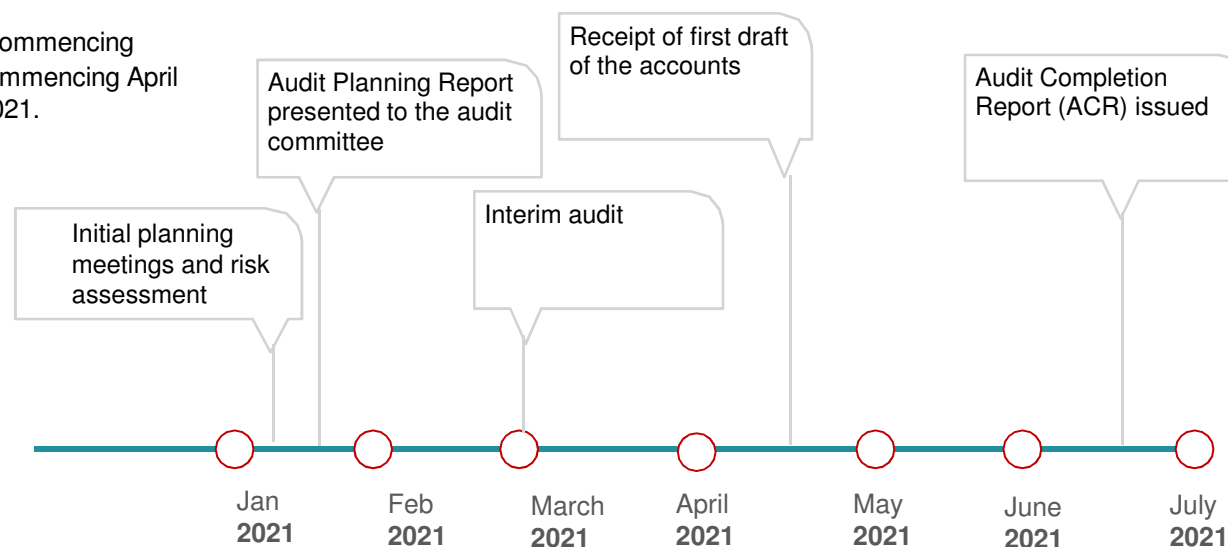 ommencing
mmencing April
021.
Audit Planning Report
presented to the audit
committee
Receipt of first draft
of the accounts
Audit Completion
Report (ACR) issued
Initial planning
meetings and risk
assessment
Interim audit
Jan
2021
Feb
2021
March
2021
April
2021
May
2021
June
2021
July
2021